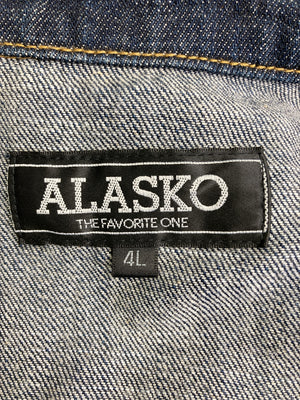 ALASKO
THE FAVORITE ONE
4L